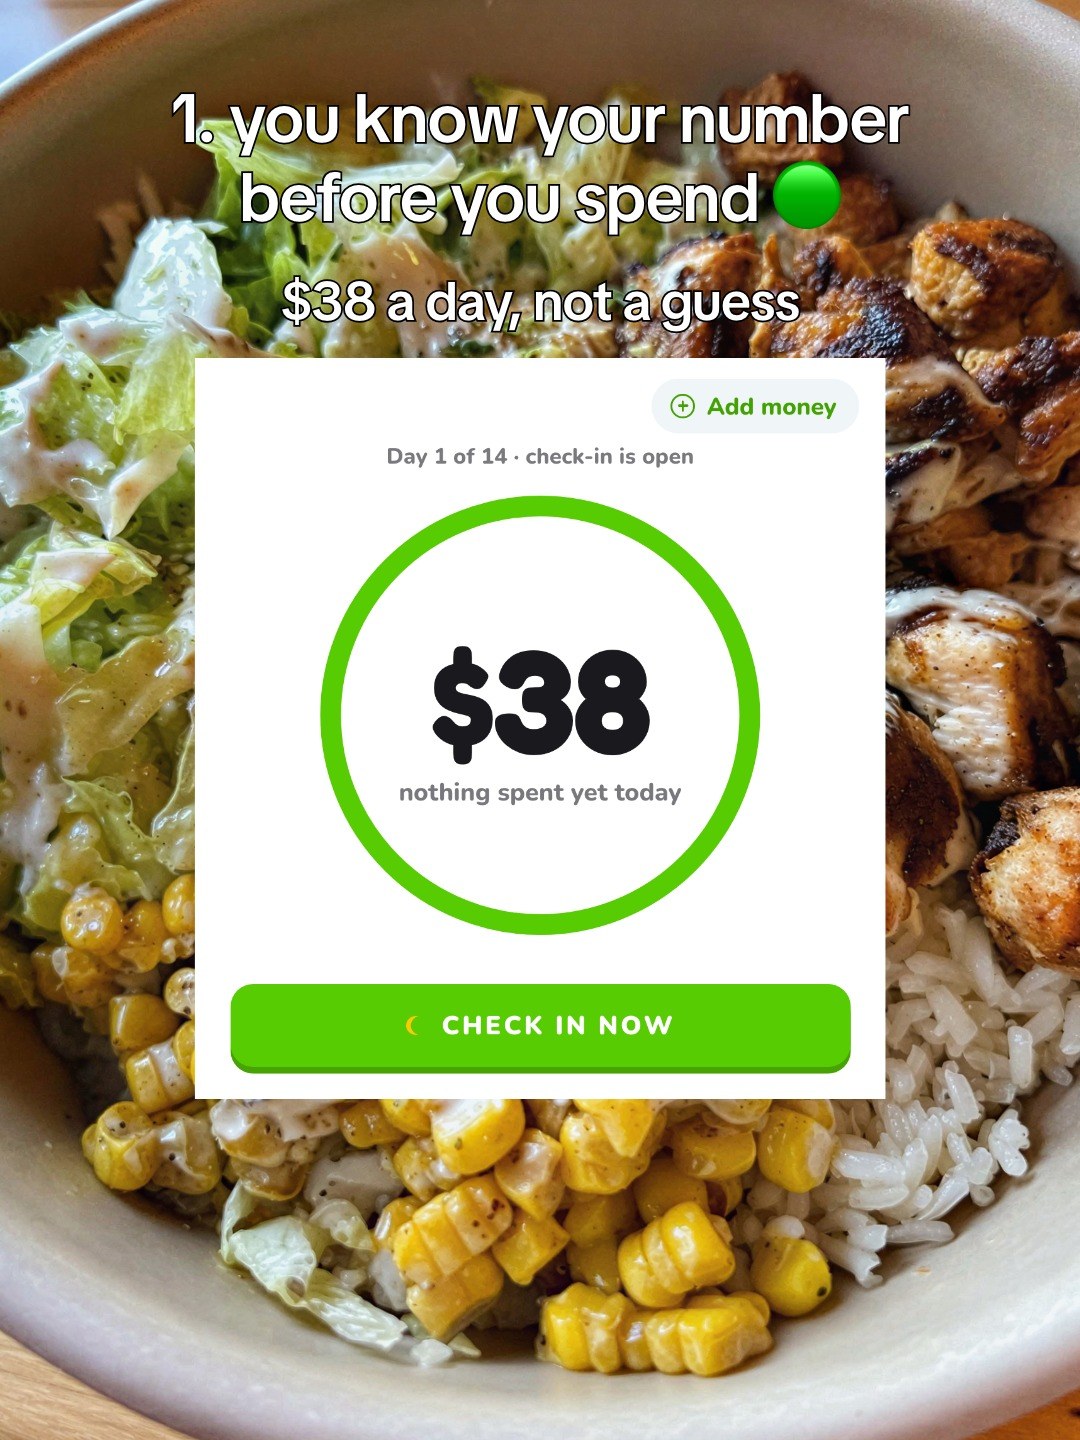 1. you know your number
before you spend 🟢
$38 a day, not a guess
Add money
Day 1 of 14 · check-in is open
$38
nothing spent yet today
CHECK IN NOW